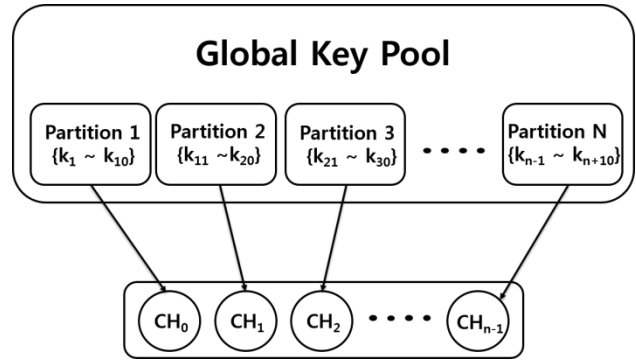 Global Key Pool
Partition 1
{k₁ ~ k₁₀}
Partition 2
{k₁₁ ~k₂₀}
Partition 3
{k₂₁ ~ k₃₀}
• • • •
Partition N
{kₙ₋₁ ~ kₙ₊₁₀}
CH₀
CH₁
CH₂
• • • •
CHₙ₋₁